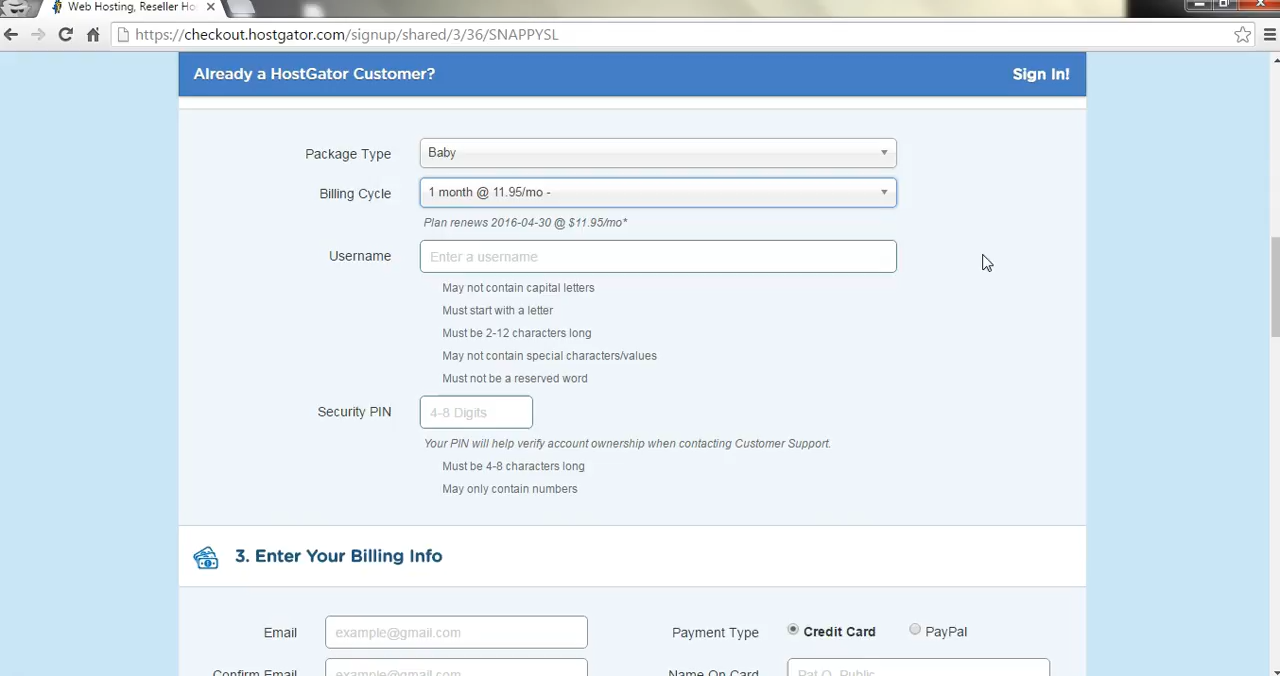 Web Hosting, Reseller Ho
https://checkout.hostgator.com/signup/shared/3/36/SNAPPYSL
Already a HostGator Customer? Sign In!
Package Type Baby
Billing Cycle 1 month @ 11.95/mo -
Plan renews 2016-04-30 @ $11.95/mo*
Username Enter a username
May not contain capital letters
Must start with a letter
Must be 2-12 characters long
May not contain special characters/values
Must not be a reserved word
Security PIN 4-8 Digits
Your PIN will help verify account ownership when contacting Customer Support.
Must be 4-8 characters long
May only contain numbers
3. Enter Your Billing Info
Email example@gmail.com Payment Type Credit Card PayPal
Confirm Email example@gmail.com Name On Card Pat Q. Public